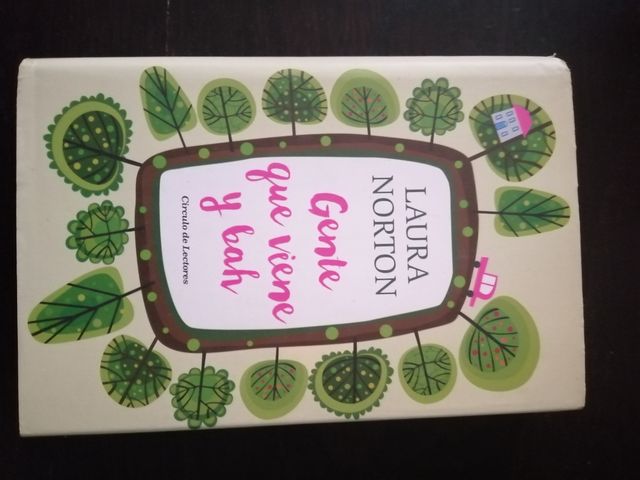 LAURA
NORTON
Gente
que viene
y bah
Círculo de Lectores